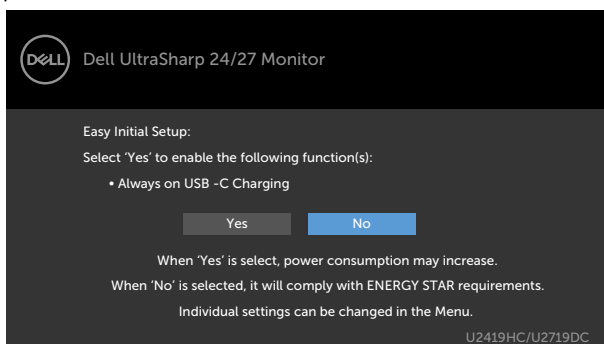 DELL
Dell UltraSharp 24/27 Monitor
Easy Initial Setup:
Select ‘Yes’ to enable the following function(s):
• Always on USB -C Charging
Yes No
When ‘Yes’ is select, power consumption may increase.
When ‘No’ is selected, it will comply with ENERGY STAR requirements.
Individual settings can be changed in the Menu.
U2419HC/U2719DC